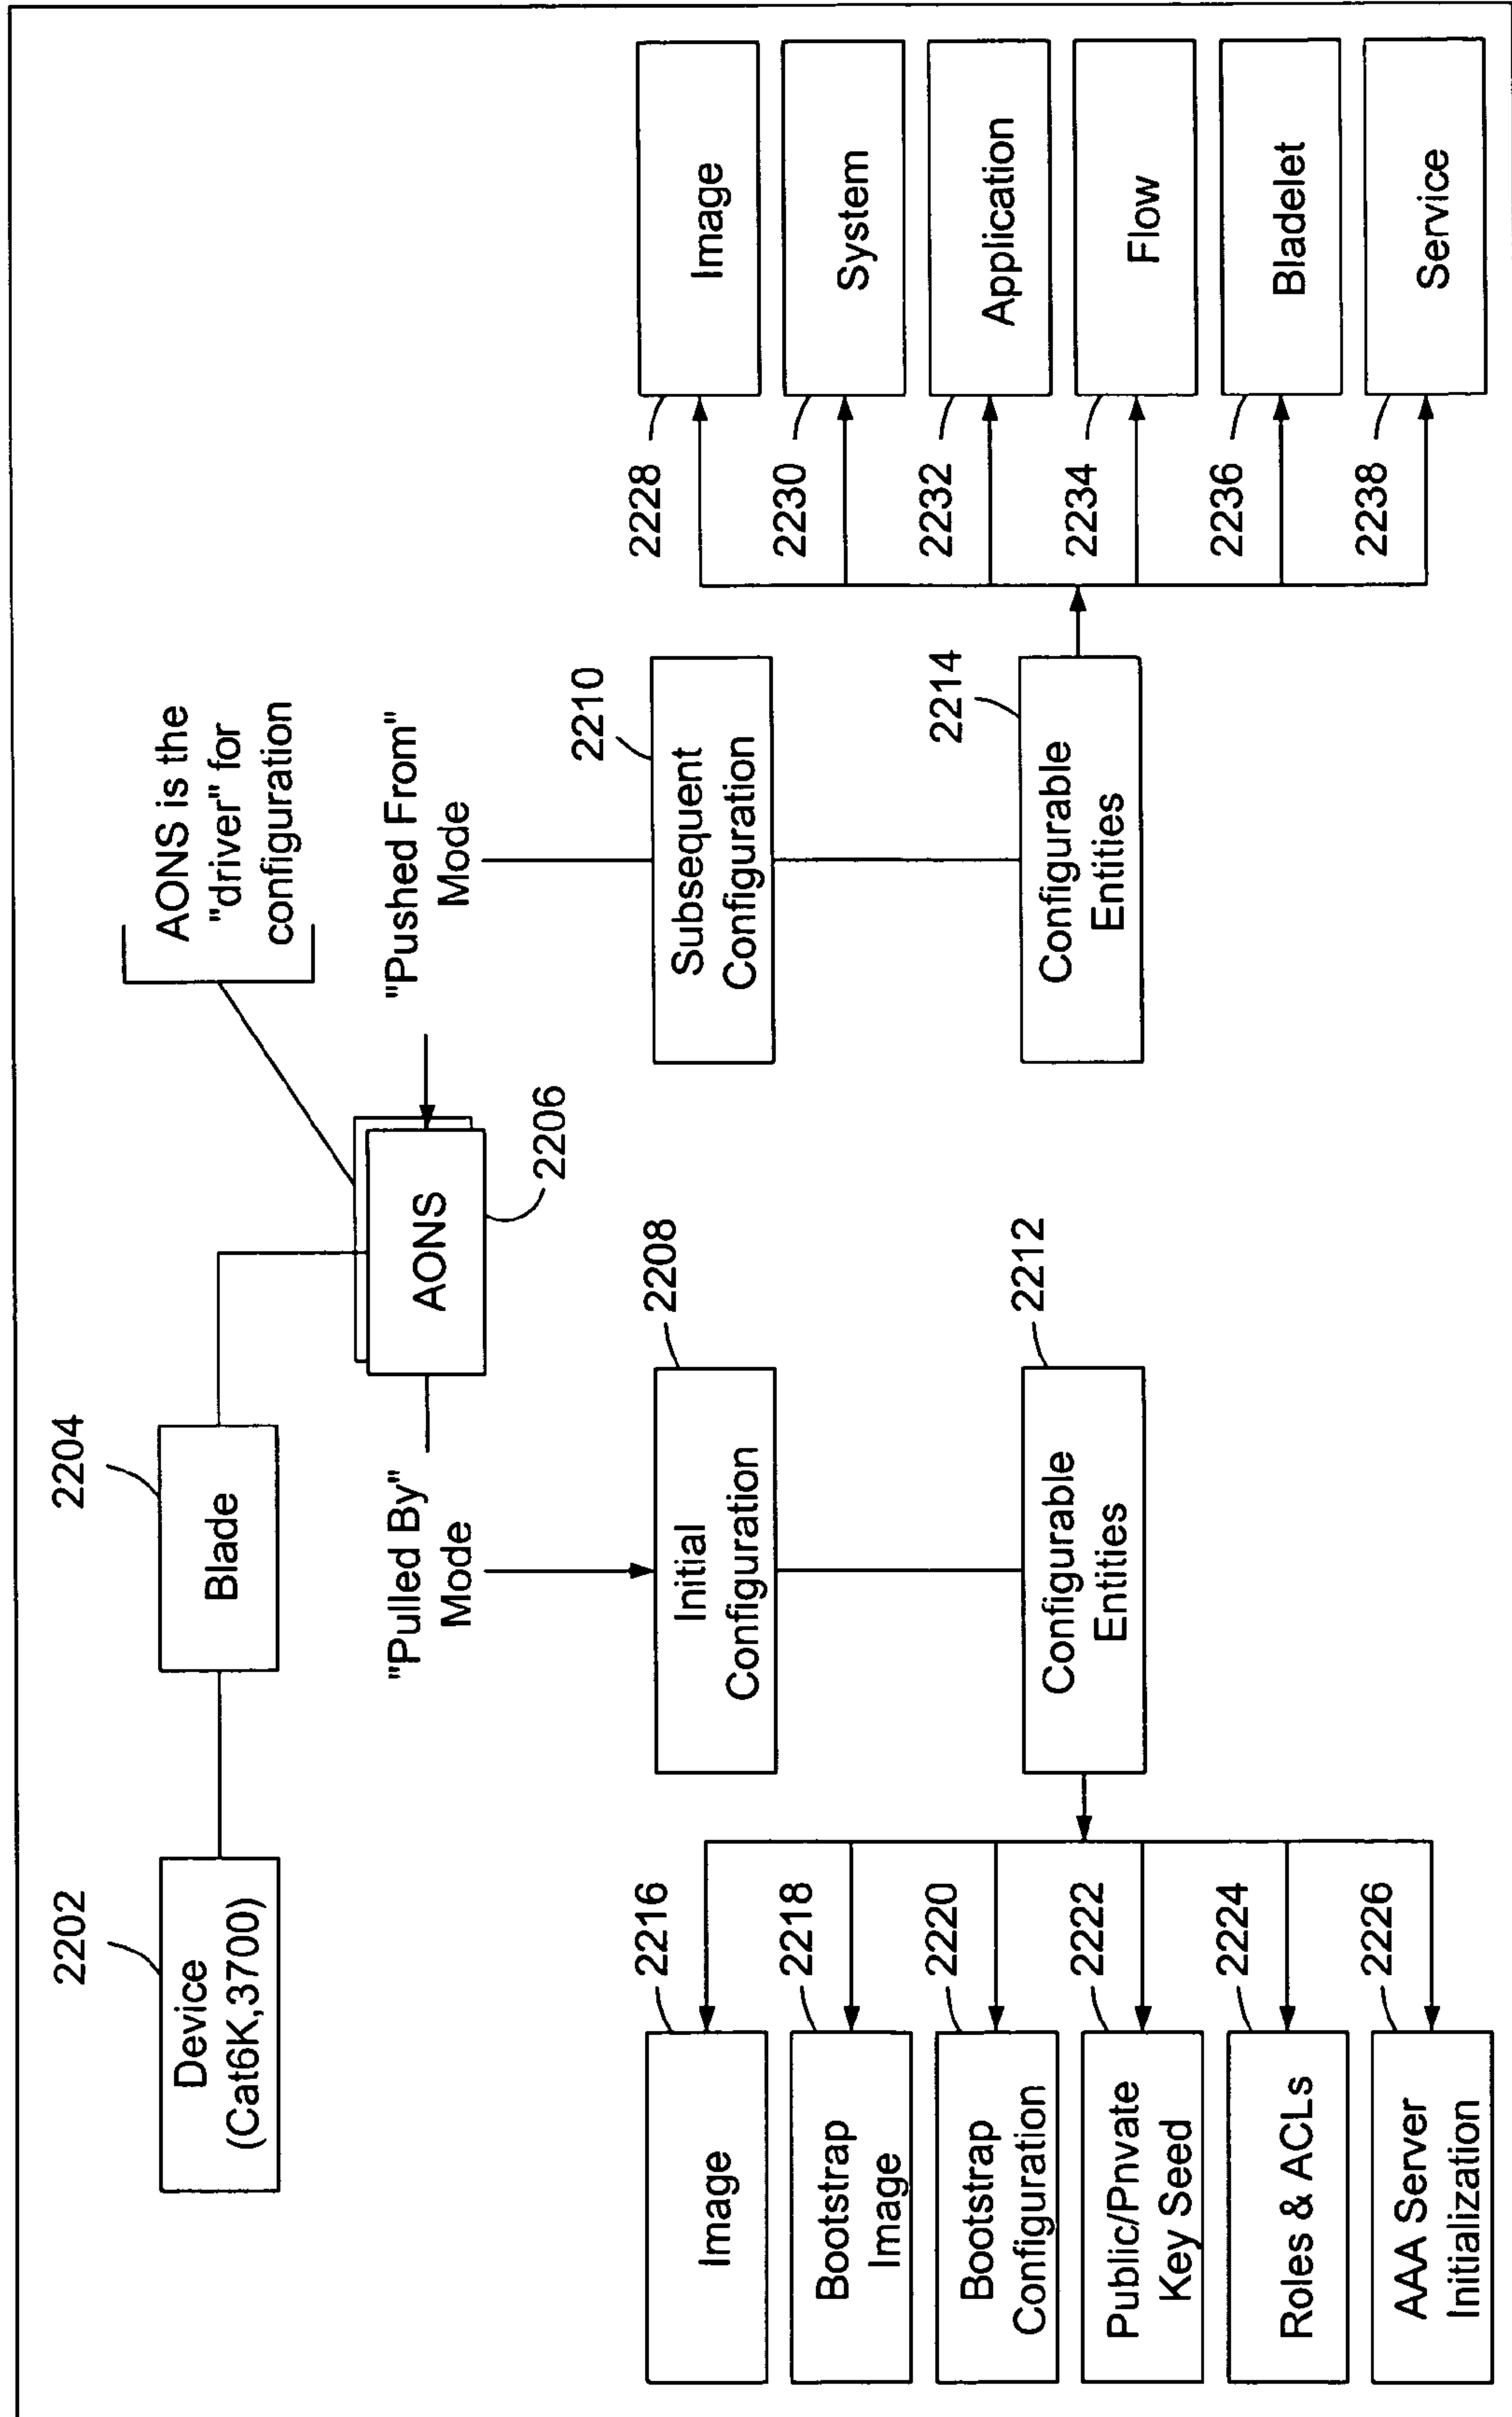 2202
Device
(Cat6K,3700)
2204
Blade
AONS is the
"driver" for
configuration
AONS
2206
"Pulled By"
Mode
"Pushed From"
Mode
2208
Initial
Configuration
2210
Subsequent
Configuration
2212
Configurable
Entities
2214
Configurable
Entities
2216
Image
2218
Bootstrap
Image
2220
Bootstrap
Configuration
2222
Public/Pnvate
Key Seed
2224
Roles & ACLs
2226
AAA Server
Initialization
2228
Image
2230
System
2232
Application
2234
Flow
2236
Bladelet
2238
Service